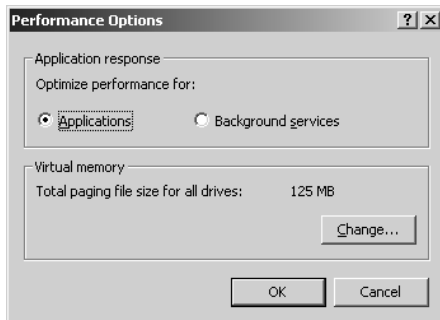 Performance Options
Application response
Optimize performance for:
Applications Background services
Virtual memory
Total paging file size for all drives: 125 MB
Change...
OK Cancel